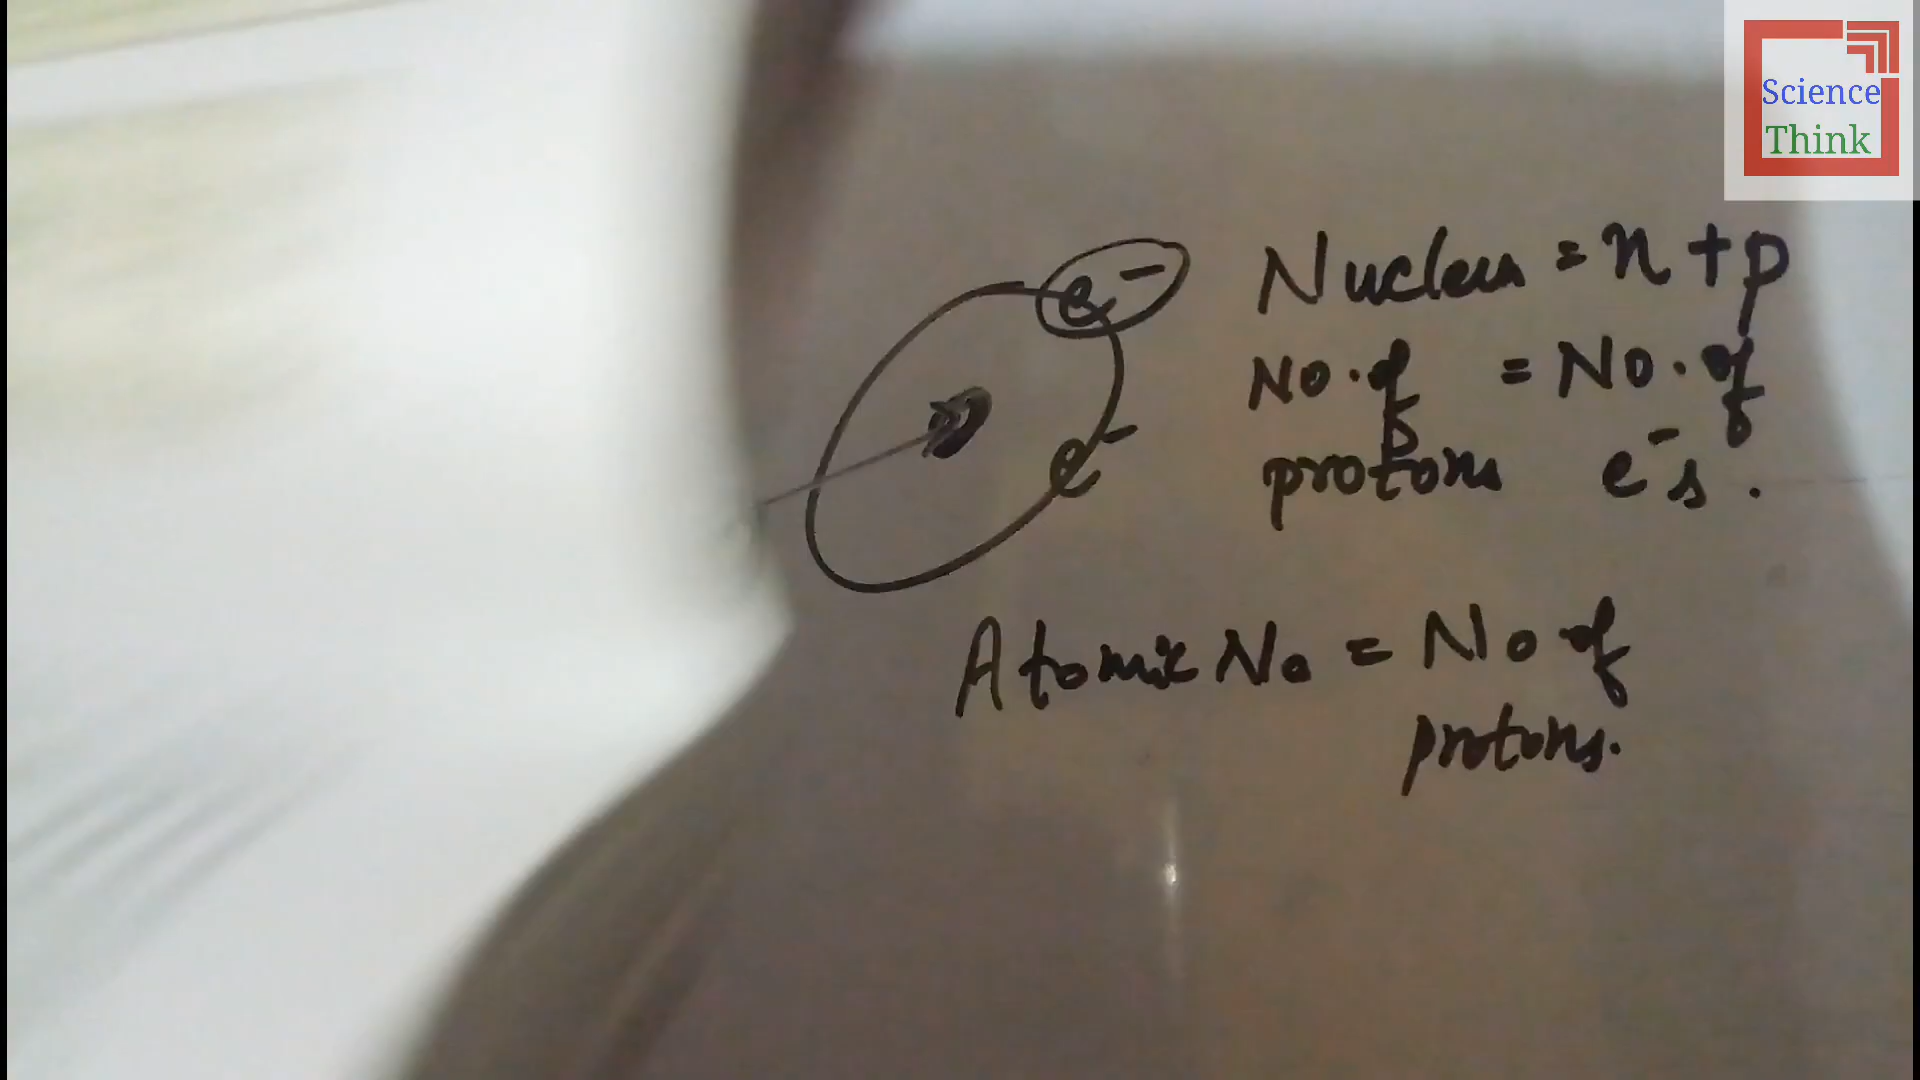 Science
Think
e-
e-
Nucleus = n + p
No. of = No. of
protons e-s.
Atomic No = No of
protons.